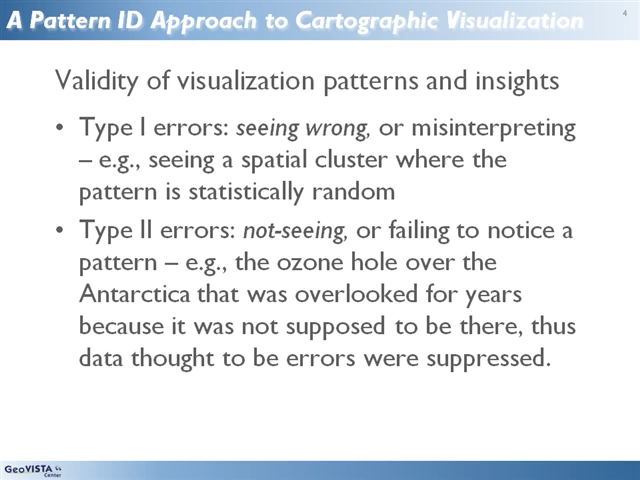 A Pattern ID Approach to Cartographic Visualization
4
Validity of visualization patterns and insights
• Type I errors: seeing wrong, or misinterpreting
– e.g., seeing a spatial cluster where the
pattern is statistically random
• Type II errors: not-seeing, or failing to notice a
pattern – e.g., the ozone hole over the
Antarctica that was overlooked for years
because it was not supposed to be there, thus
data thought to be errors were suppressed.
GeoVISTA
Center